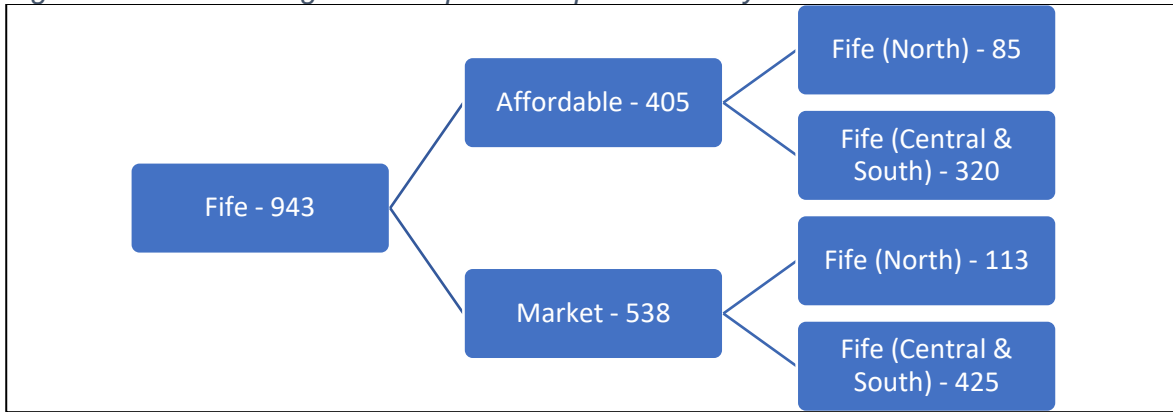 Fife - 943
Affordable - 405
Market - 538
Fife (North) - 85
Fife (Central &
South) - 320
Fife (North) - 113
Fife (Central &
South) - 425